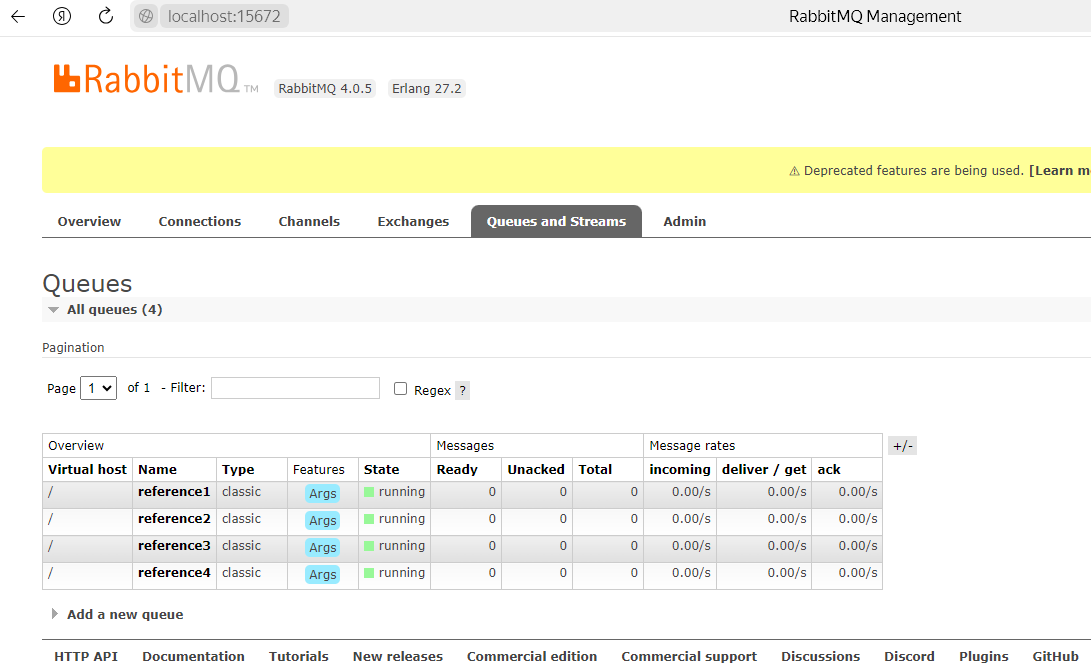 localhost:15672 RabbitMQ Management
RabbitMQ TM RabbitMQ 4.0.5 Erlang 27.2
⚠ Deprecated features are being used. [Learn m
Overview Connections Channels Exchanges Queues and Streams Admin
Queues
All queues (4)
Pagination
Page 1 of 1 - Filter: Regex ?
Overview Messages Message rates +/-
Virtual host Name Type Features State Ready Unacked Total incoming deliver / get ack
/ reference1 classic Args running 0 0 0 0.00/s 0.00/s 0.00/s
/ reference2 classic Args running 0 0 0 0.00/s 0.00/s 0.00/s
/ reference3 classic Args running 0 0 0 0.00/s 0.00/s 0.00/s
/ reference4 classic Args running 0 0 0 0.00/s 0.00/s 0.00/s
Add a new queue
HTTP API Documentation Tutorials New releases Commercial edition Commercial support Discussions Discord Plugins GitHub